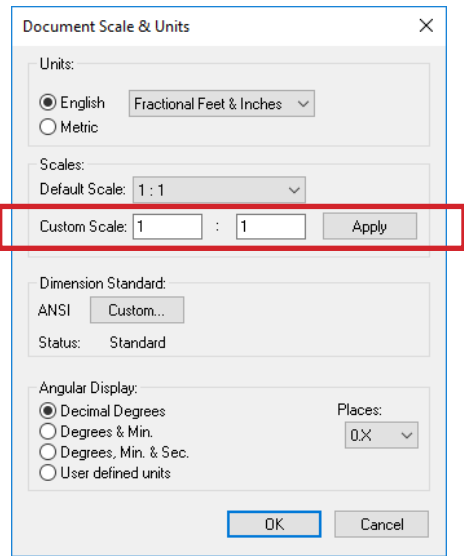 Document Scale & Units
Units:
English Fractional Feet & Inches
Metric
Scales:
Default Scale: 1 : 1
Custom Scale: 1 : 1 Apply
Dimension Standard:
ANSI Custom...
Status: Standard
Angular Display:
Decimal Degrees Places:
Degrees & Min. 0.X
Degrees, Min. & Sec.
User defined units
OK Cancel